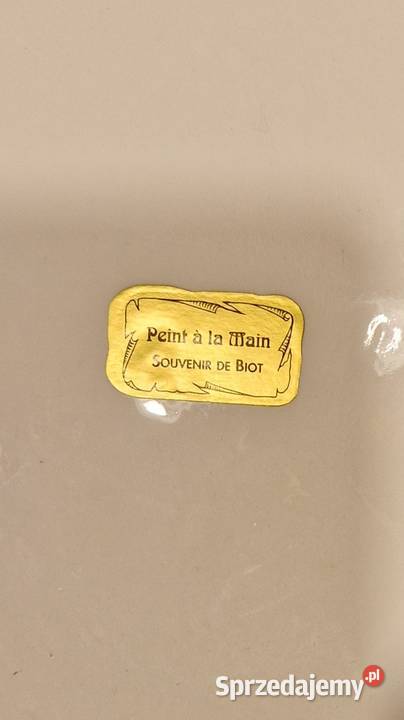 Peint à la Main
SOUVENIR DE BIOT
Sprzedajemy.pl